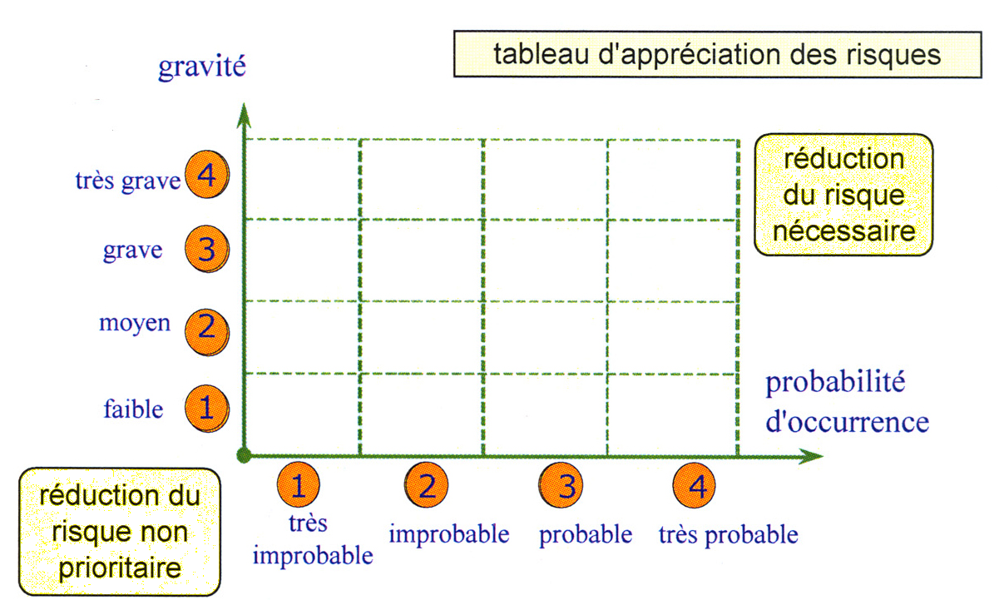 tableau d'appréciation des risques
gravité
réduction
du risque
nécessaire
très grave 4
grave 3
moyen 2
faible 1
probabilité
d'occurrence
1 2 3 4
très
improbable
improbable
probable
très probable
réduction du
risque non
prioritaire